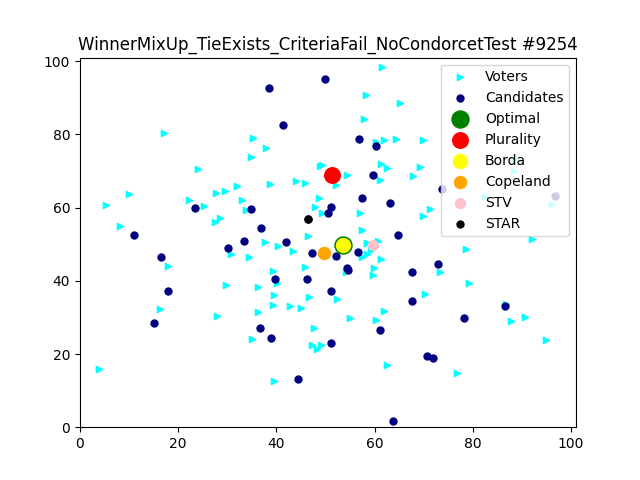 WinnerMixUp_TieExists_CriteriaFail_NoCondorcetTest #9254
Voters
Candidates
Optimal
Plurality
Borda
Copeland
STV
STAR
100
80
60
40
20
0
0 20 40 60 80 100